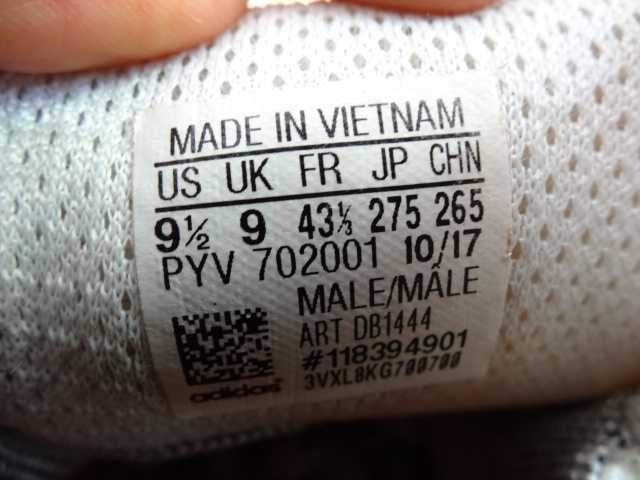 MADE IN VIETNAM
US UK FR JP CHN
9½ 9 43⅓ 275 265
PYV 702001 10/17
MALE/MÂLE
ART DB1444
#118394901
3VXL8KG700700
adidas